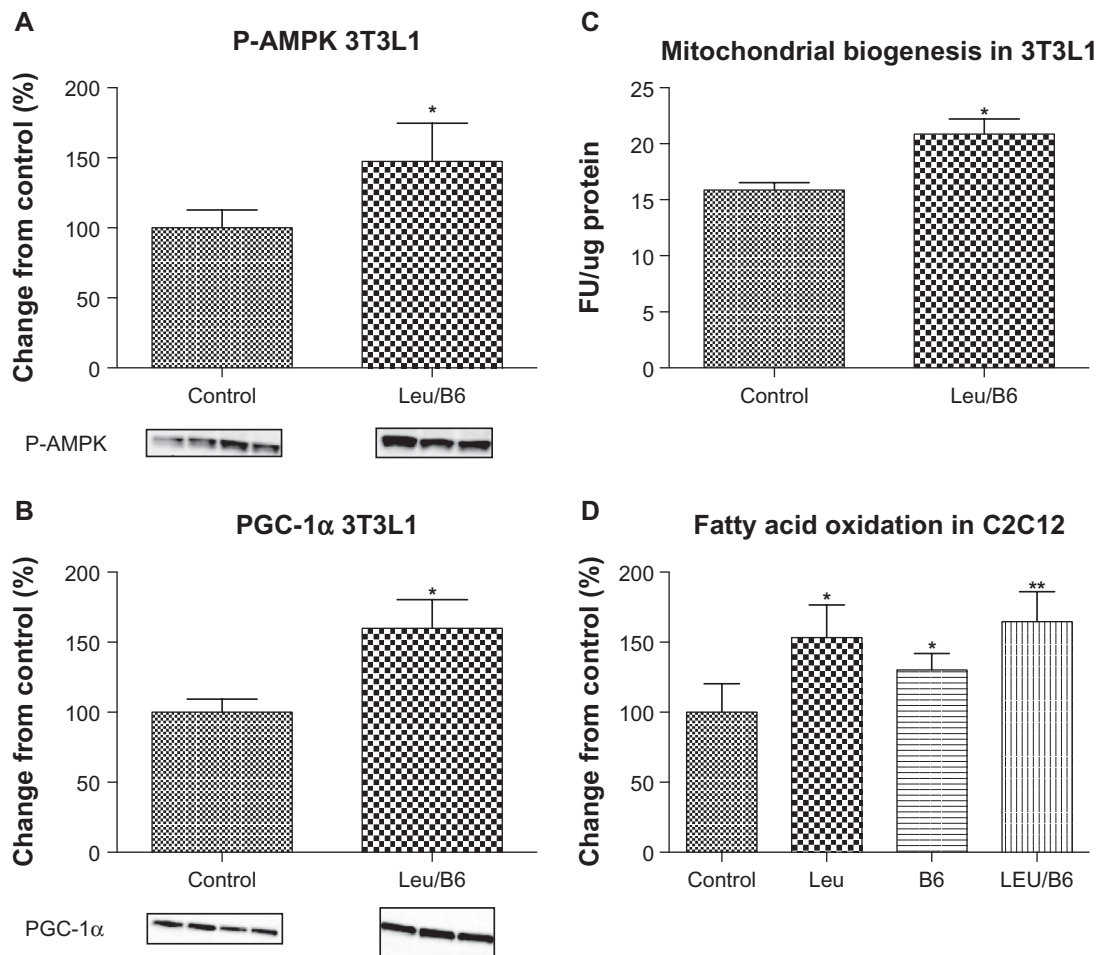 A
P-AMPK 3T3L1
Change from control (%)
200
150
100
50
0
*
Control
Leu/B6
P-AMPK
B
PGC-1α 3T3L1
Change from control (%)
200
150
100
50
0
*
Control
Leu/B6
PGC-1α
C
Mitochondrial biogenesis in 3T3L1
FU/ug protein
25
20
15
10
5
0
*
Control
Leu/B6
D
Fatty acid oxidation in C2C12
Change from control (%)
200
150
100
50
0
*
*
**
Control
Leu
B6
LEU/B6